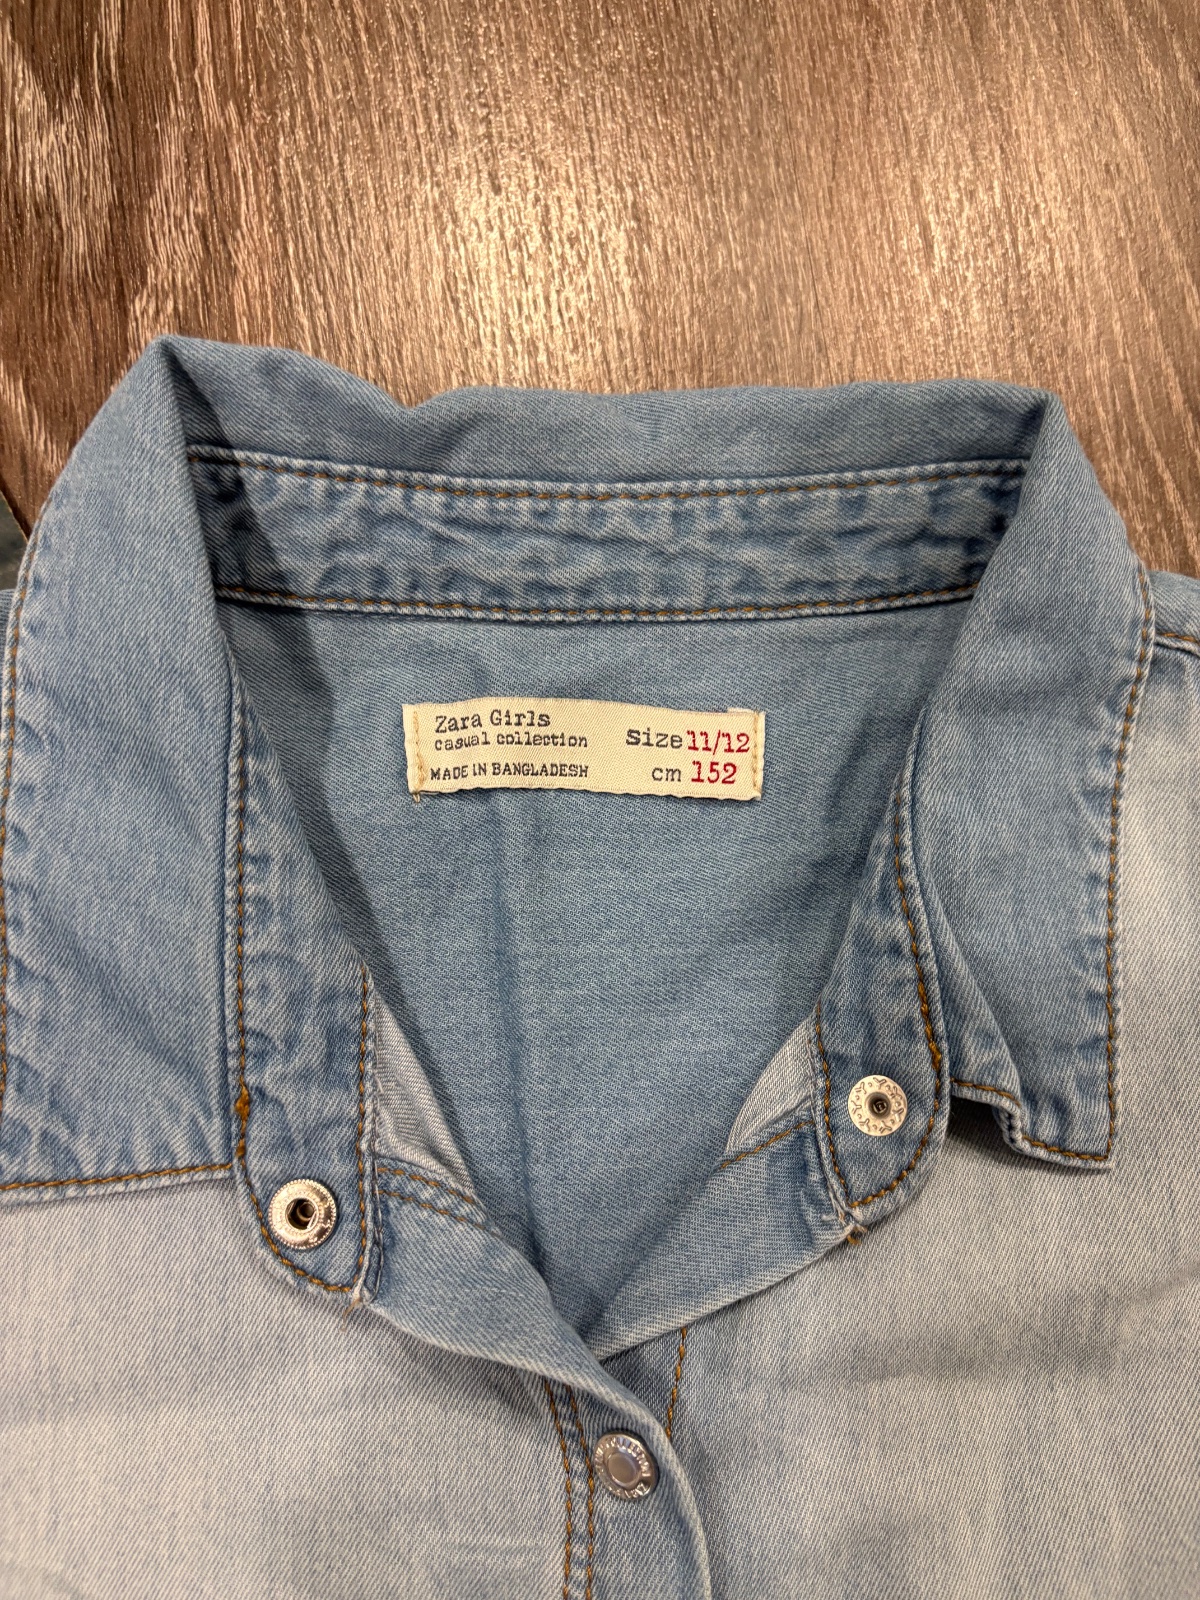 Zara Girls
casual collection
MADE IN BANGLADESH
Size 11/12
cm 152